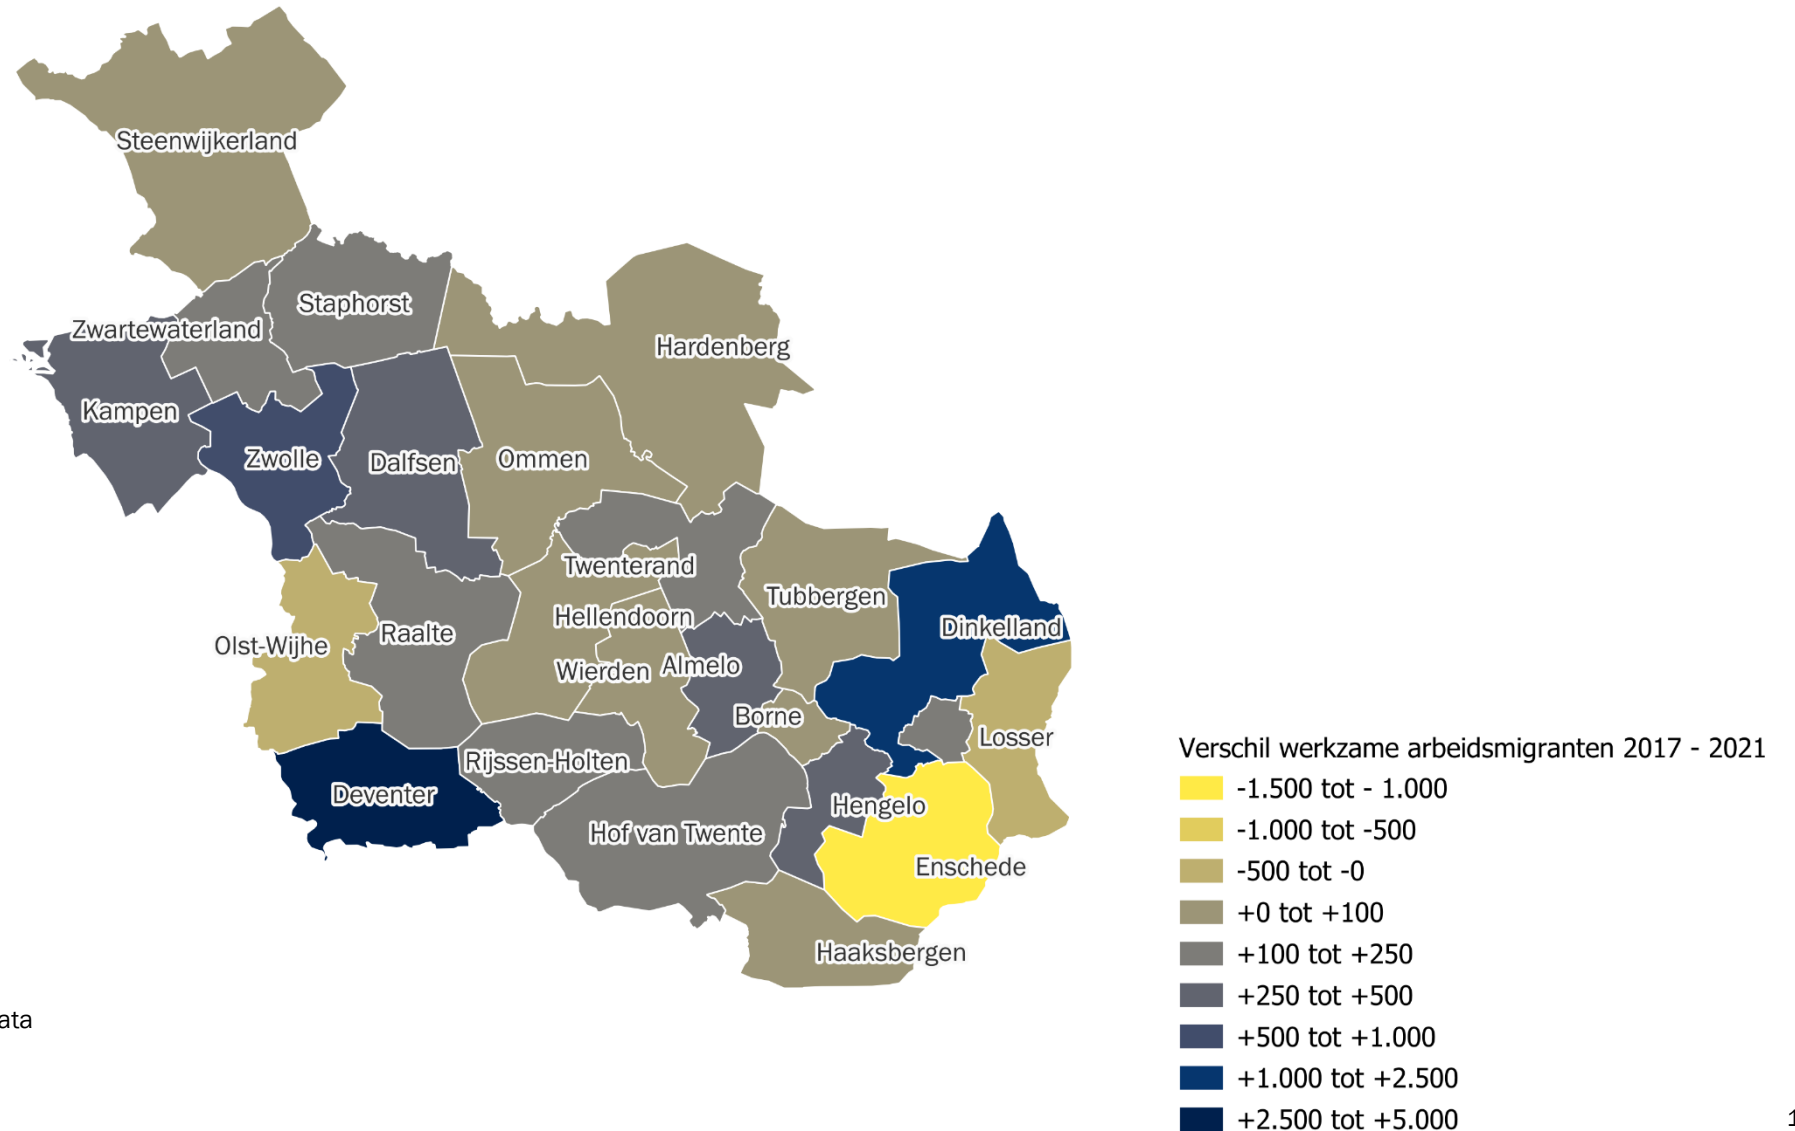 Steenwijkerland
Staphorst
Zwartewaterland
Hardenberg
Kampen
Zwolle
Dalfsen
Ommen
Twenterand
Tubbergen
Hellendoorn
Dinkelland
Raalte
Olst-Wijhe
Wierden
Almelo
Borne
Losser
Rijssen-Holten
Deventer
Hengelo
Hof van Twente
Enschede
Haaksbergen
Verschil werkzame arbeidsmigranten 2017 - 2021
-1.500 tot - 1.000
-1.000 tot -500
-500 tot -0
+0 tot +100
+100 tot +250
+250 tot +500
+500 tot +1.000
+1.000 tot +2.500
+2.500 tot +5.000
ata
1